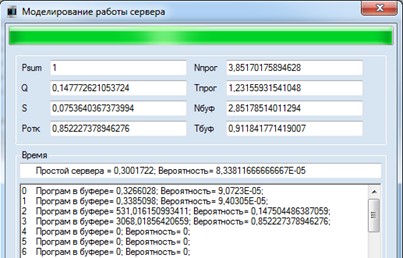 Моделирование работы сервера
Psum 1 Nпрог 3,85170175894628
Q 0,147772621053724 Tпрог 1,23155931541048
S 0,0753640367373994 Nбуф 2,85178514011294
Pотк 0,852227378946276 Tбуф 0,911841771419007
Время
Простой сервера = 0,3001722; Вероятность= 8,33811666666667E-05
0 Програм в буфере= 0,3266028; Вероятность= 9,0723E-05;
1 Програм в буфере= 0,3385098; Вероятность= 9,40305E-05;
2 Програм в буфере= 531,016150993411; Вероятность= 0,147504486387059;
3 Програм в буфере= 3068,01856420659; Вероятность= 0,852227378946276;
4 Програм в буфере= 0; Вероятность= 0;
5 Програм в буфере= 0; Вероятность= 0;
6 Програм в буфере= 0; Вероятность= 0;